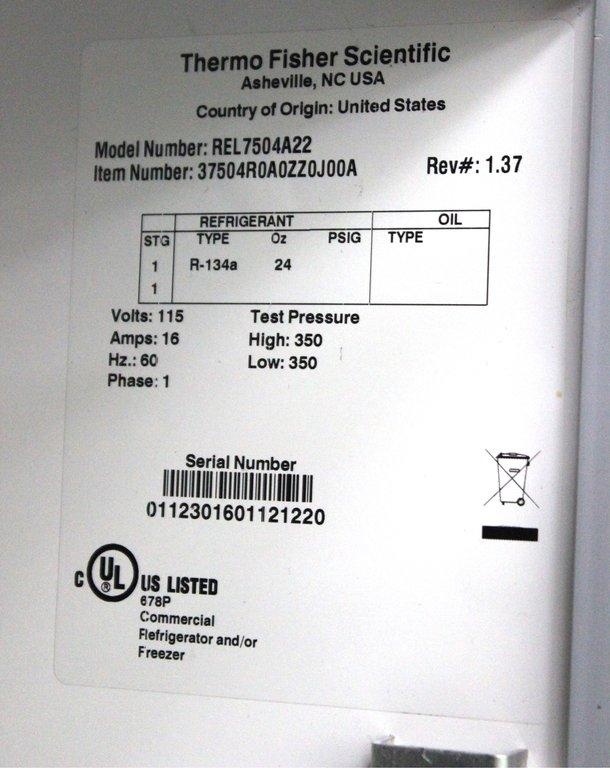 Thermo Fisher Scientific
Asheville, NC USA
Country of Origin: United States
Model Number: REL7504A22
Item Number: 37504R0A0ZZ0J00A Rev#: 1.37
REFRIGERANT OIL
STG TYPE Oz PSIG TYPE
1 R-134a 24
1
Volts: 115 Test Pressure
Amps: 16 High: 350
Hz.: 60 Low: 350
Phase: 1
Serial Number
0112301601121220
C UL ® US LISTED
678P
Commercial
Refrigerator and/or
Freezer